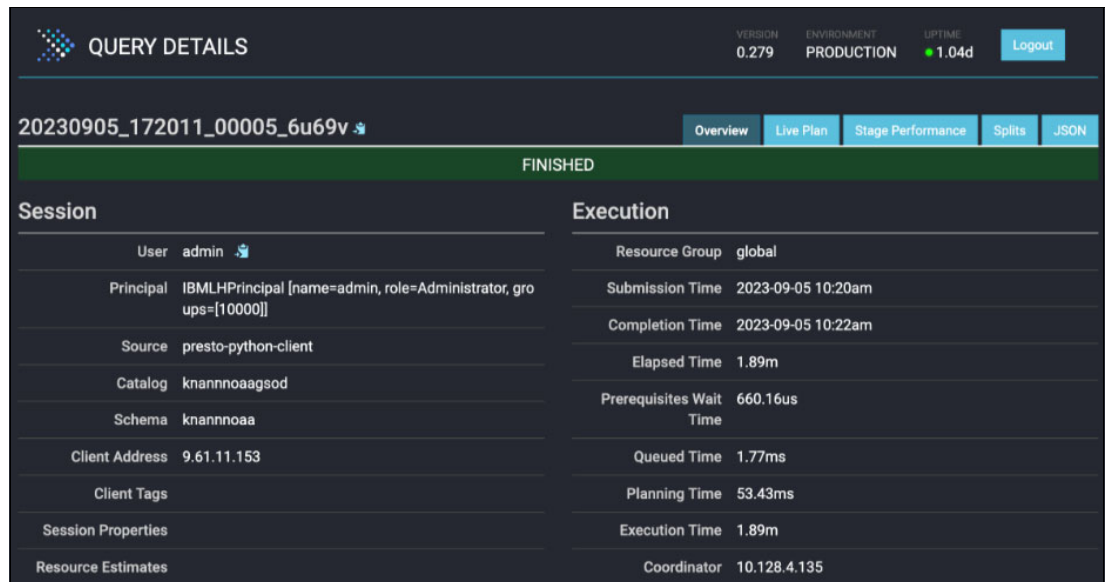 QUERY DETAILS
VERSION
0.279
ENVIRONMENT
PRODUCTION
UPTIME
1.04d
Logout
20230905_172011_00005_6u69v
Overview
Live Plan
Stage Performance
Splits
JSON
FINISHED
Session
User admin
Principal IBMLHPrincipal [name=admin, role=Administrator, gro
ups=[10000]]
Source presto-python-client
Catalog knannnoaagsod
Schema knannnoaa
Client Address 9.61.11.153
Client Tags
Session Properties
Resource Estimates
Execution
Resource Group global
Submission Time 2023-09-05 10:20am
Completion Time 2023-09-05 10:22am
Elapsed Time 1.89m
Prerequisites Wait 660.16us
Time
Queued Time 1.77ms
Planning Time 53.43ms
Execution Time 1.89m
Coordinator 10.128.4.135